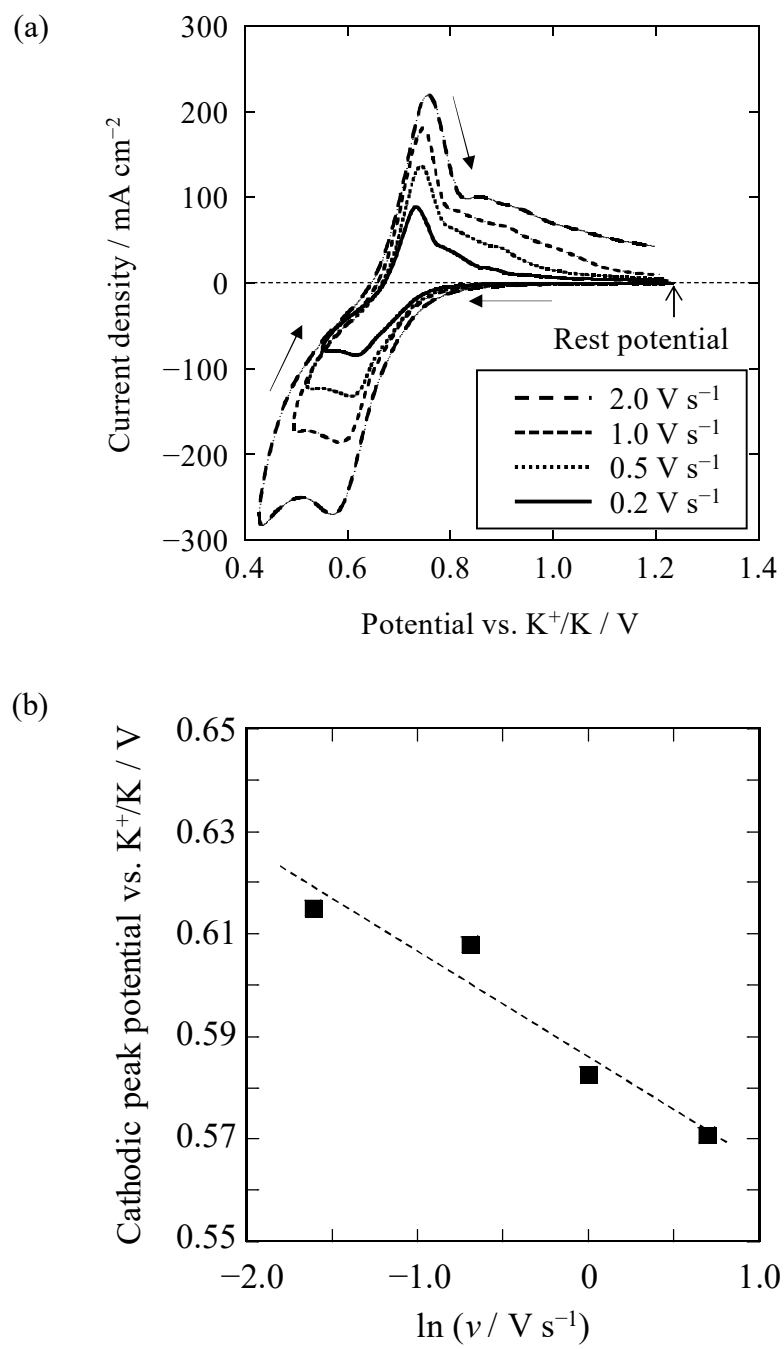 (a)
300
200
100
0
−100
−200
−300
Current density / mA cm⁻²
Rest potential
2.0 V s⁻¹
1.0 V s⁻¹
0.5 V s⁻¹
0.2 V s⁻¹
0.4 0.6 0.8 1.0 1.2 1.4
Potential vs. K⁺/K / V
(b)
0.65
0.63
0.61
0.59
0.57
0.55
Cathodic peak potential vs. K⁺/K / V
−2.0 −1.0 0 1.0
ln (v / V s⁻¹)